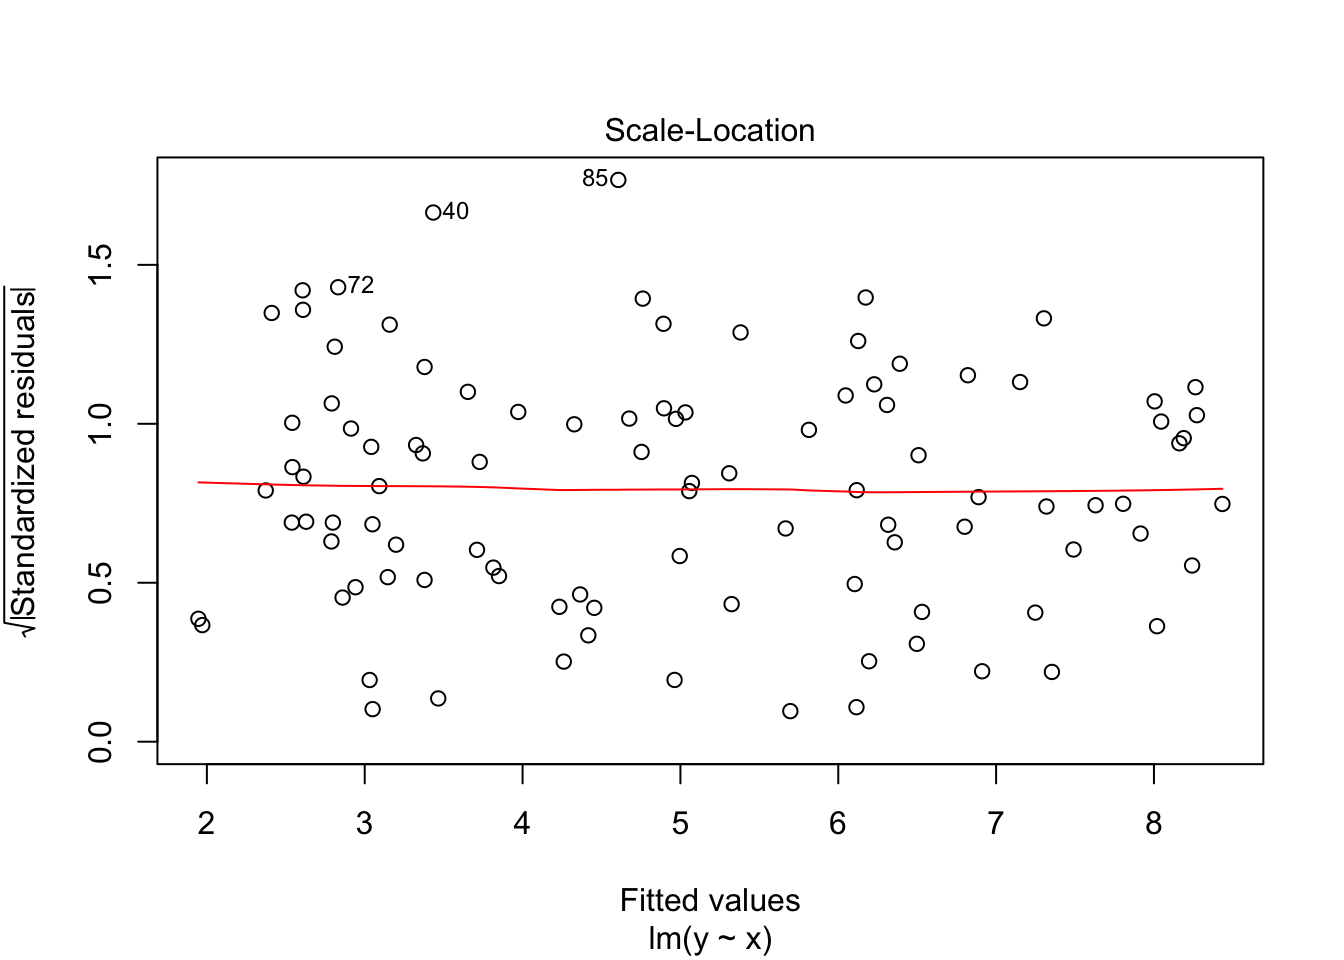 Scale-Location
85
40
72
√|Standardized residuals|
1.5
1.0
0.5
0.0
2 3 4 5 6 7 8
Fitted values
lm(y ~ x)